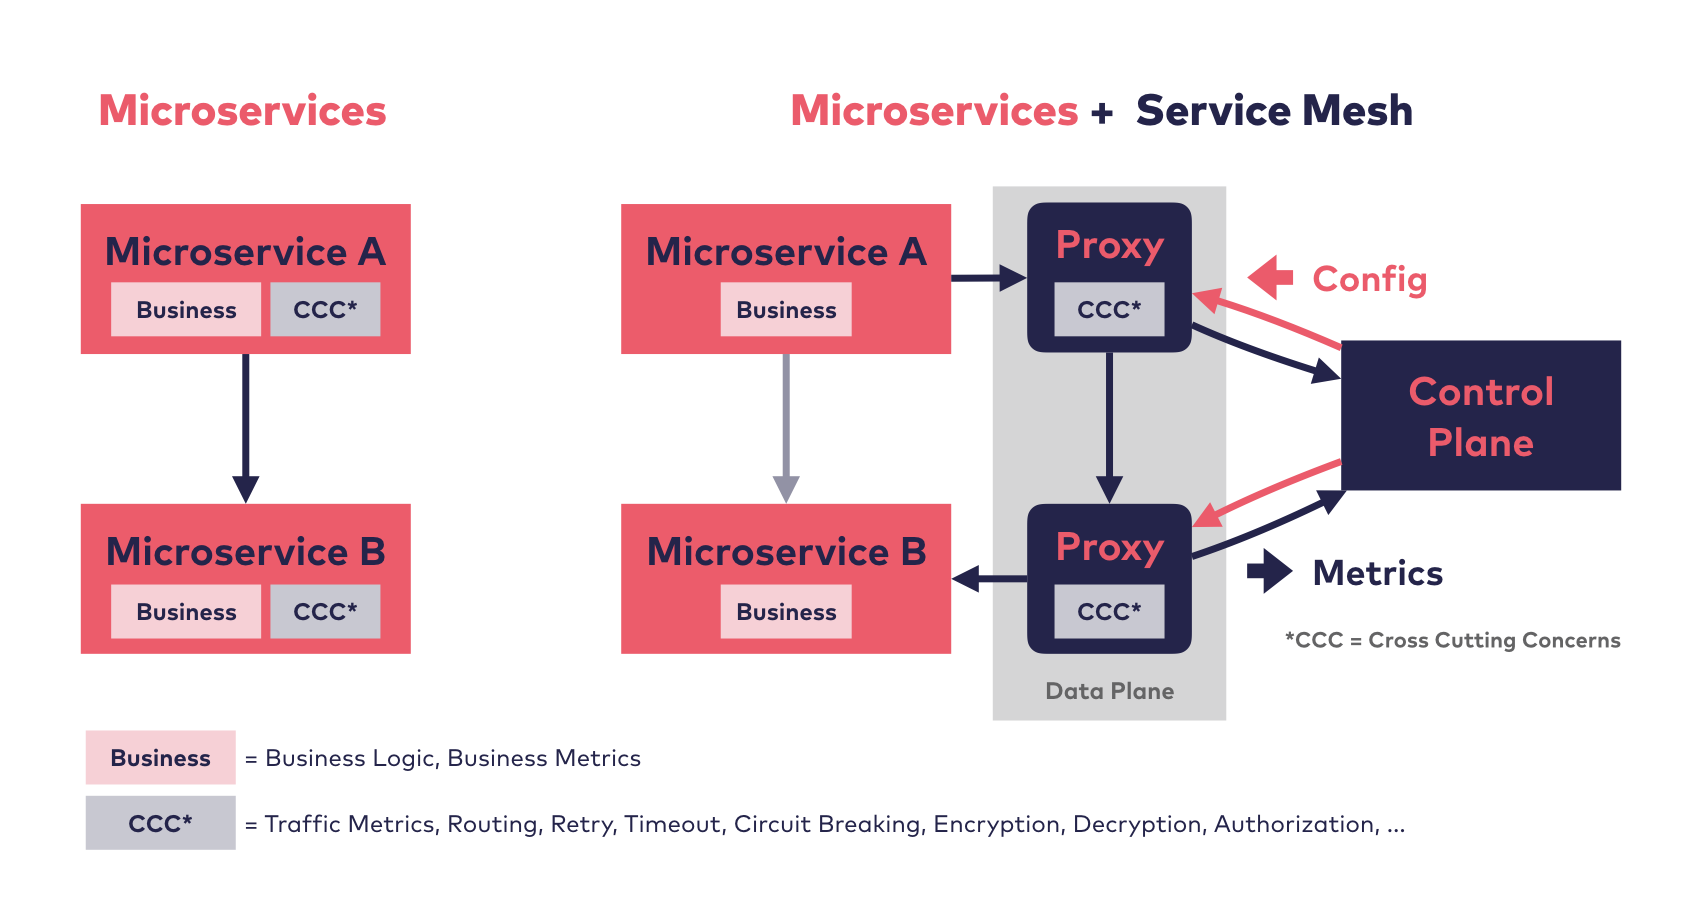 Microservices
Microservice A
Business
CCC*
Microservice B
Business
CCC*
Microservices + Service Mesh
Microservice A
Business
Microservice B
Business
Proxy
CCC*
Proxy
CCC*
Data Plane
Config
Control
Plane
Metrics
*CCC = Cross Cutting Concerns
Business = Business Logic, Business Metrics
CCC* = Traffic Metrics, Routing, Retry, Timeout, Circuit Breaking, Encryption, Decryption, Authorization, ...